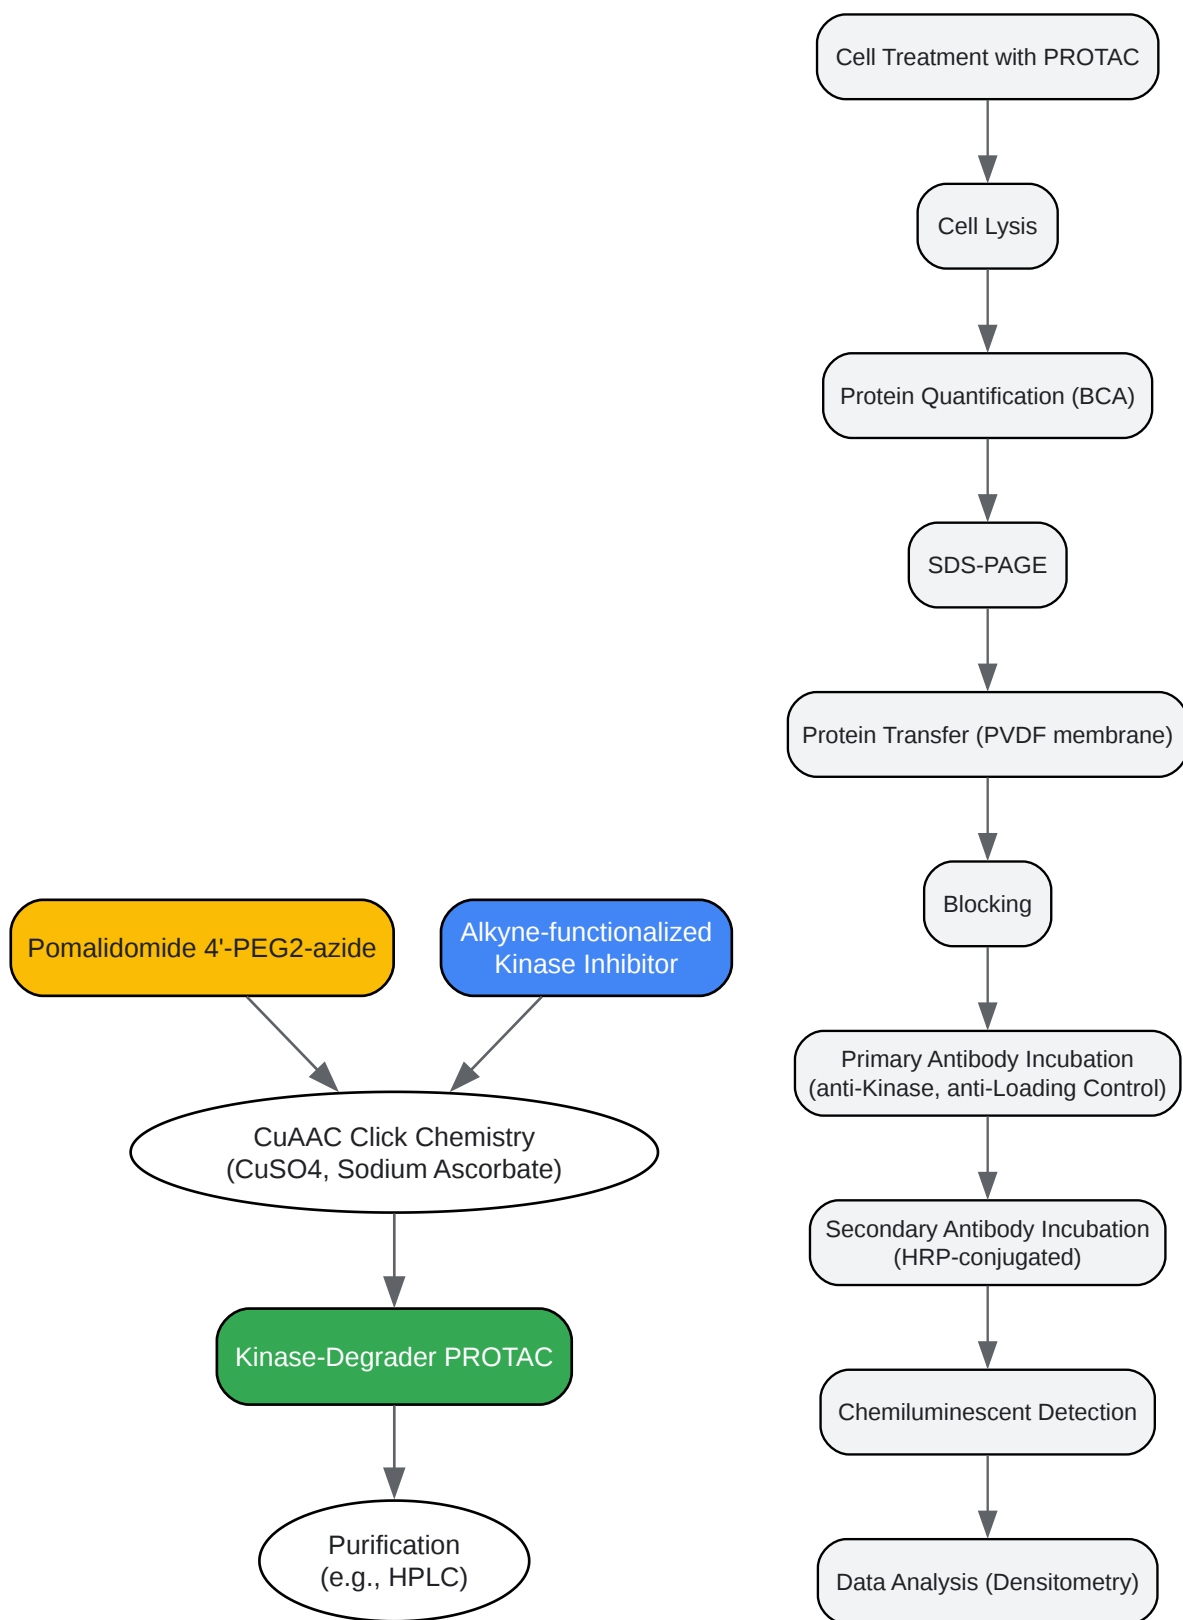 Cell Treatment with PROTAC
Cell Lysis
Protein Quantification (BCA)
SDS-PAGE
Protein Transfer (PVDF membrane)
Blocking
Primary Antibody Incubation
(anti-Kinase, anti-Loading Control)
Secondary Antibody Incubation
(HRP-conjugated)
Chemiluminescent Detection
Data Analysis (Densitometry)
Pomalidomide 4'-PEG2-azide
Alkyne-functionalized
Kinase Inhibitor
CuAAC Click Chemistry
(CuSO4, Sodium Ascorbate)
Kinase-Degrader PROTAC
Purification
(e.g., HPLC)